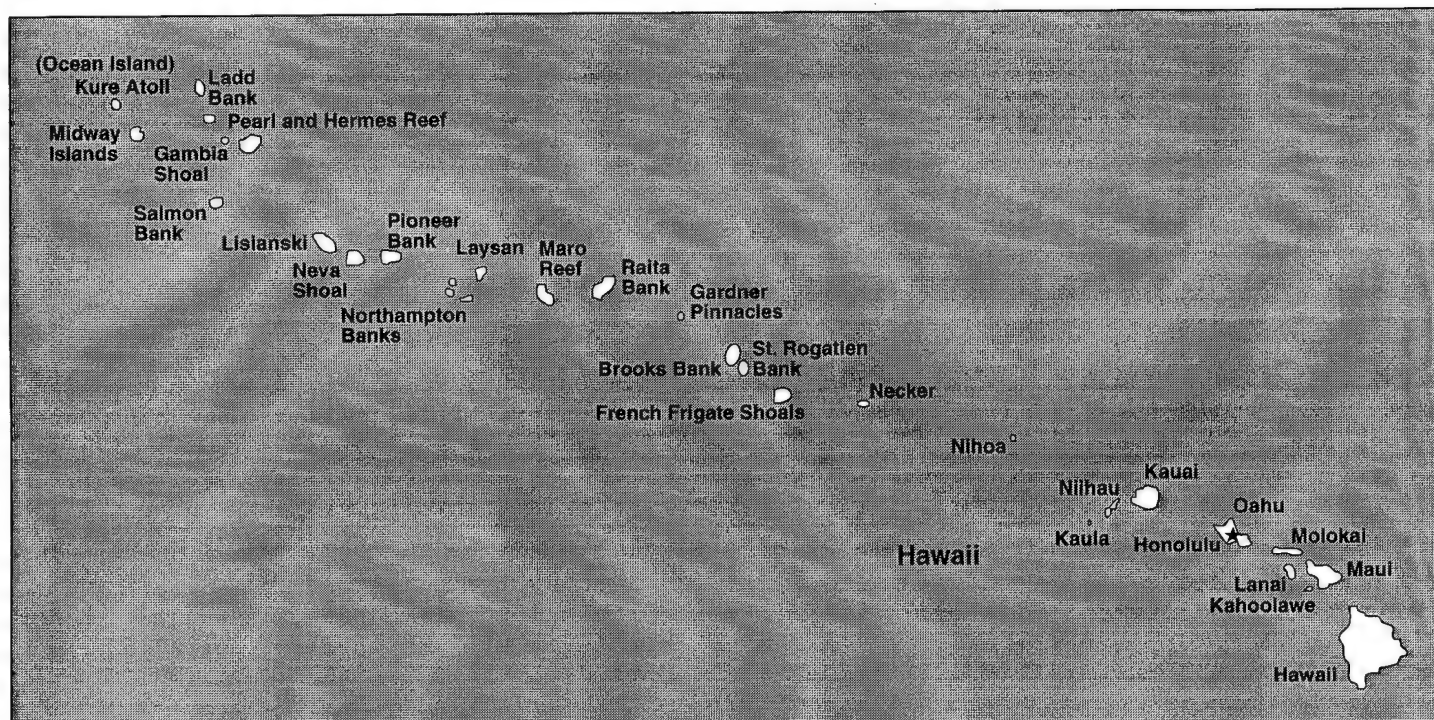 (Ocean Island)
Kure Atoll
Ladd
Bank
Pearl and Hermes Reef
Midway
Islands
Gambia
Shoal
Salmon
Bank
Lisianski
Neva
Shoal
Pioneer
Bank
Laysan
Northampton
Banks
Maro
Reef
Raita
Bank
Gardner
Pinnacles
Brooks Bank
St. Rogatien
Bank
French Frigate Shoals
Necker
Nihoa
Kauai
Niihau
Kaula
Oahu
Honolulu
Molokai
Hawaii
Maui
Lanai
Kahoolawe
Hawaii